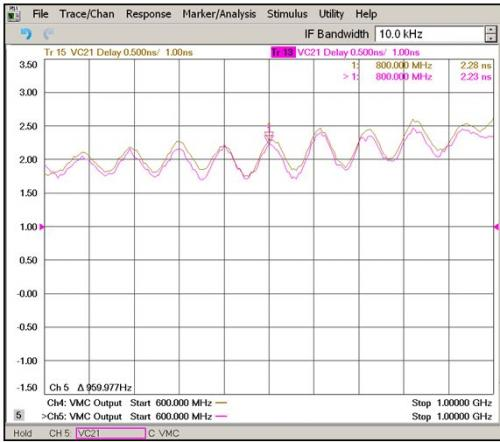 File Trace/Chan Response Marker/Analysis Stimulus Utility Help
IF Bandwidth 10.0 kHz
Tr 15 VC21 Delay 0.500ns/ 1.00ns
Tr 13 VC21 Delay 0.500ns/ 1.00ns
1: 800.000 MHz 2.28 ns
> 1: 800.000 MHz 2.23 ns
3.50
3.00
2.50
2.00
1.50
1.00
0.50
-0.00
-0.50
-1.00
-1.50
Ch 5 Δ 959.977Hz
Ch4: VMC Output Start 600.000 MHz — Stop 1.00000 GHz
5 >Ch5: VMC Output Start 600.000 MHz — Stop 1.00000 GHz
Hold CH 5: VC21 C VMC